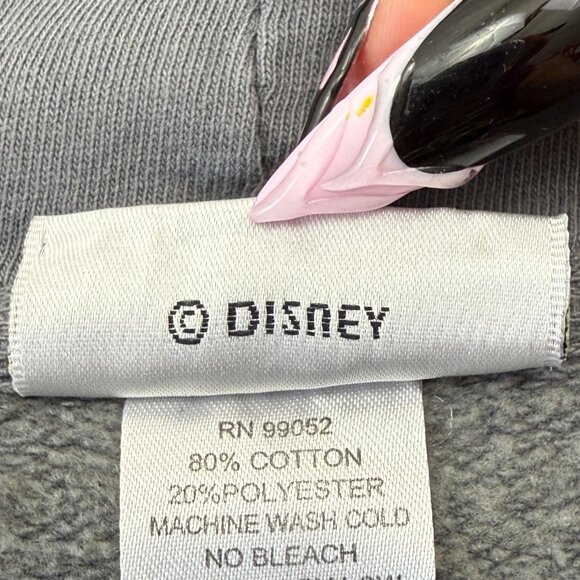 © DISNEY
RN 99052
80% COTTON
20%POLYESTER
MACHINE WASH COLD
NO BLEACH